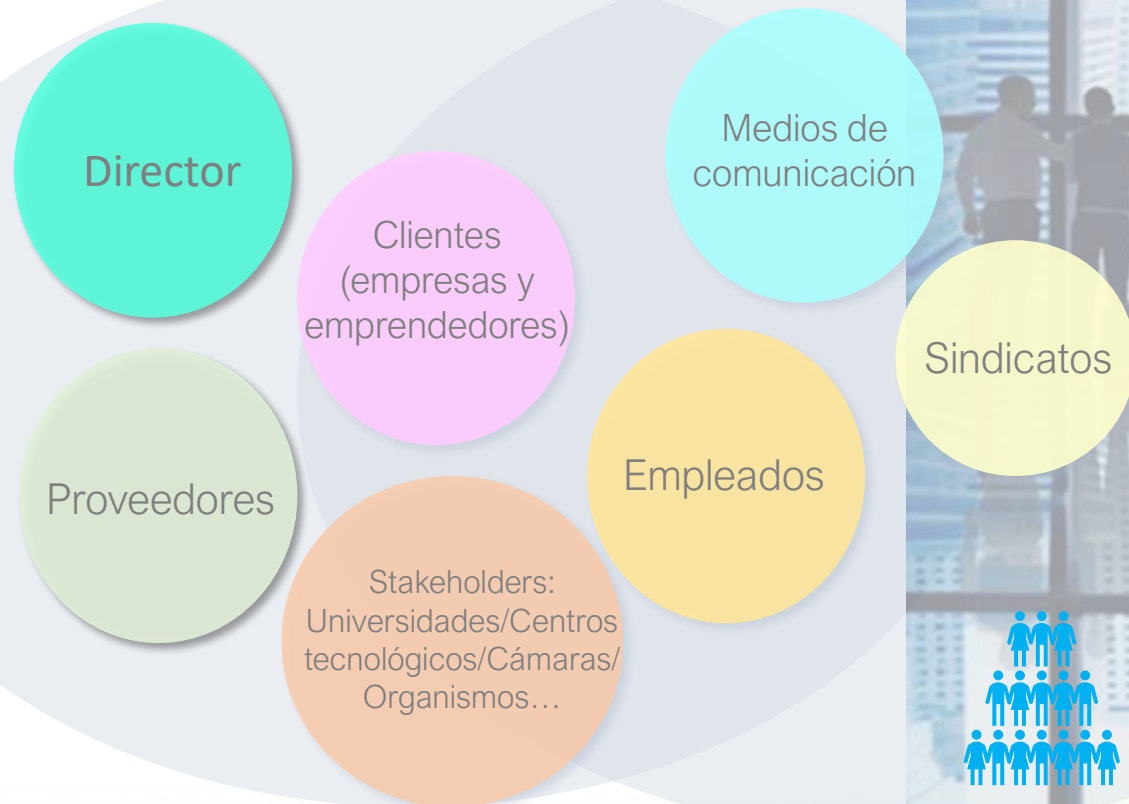 Director
Medios de
comunicación
Clientes
(empresas y
emprendedores)
Sindicatos
Proveedores
Empleados
Stakeholders:
Universidades/Centros
tecnológicos/Cámaras/
Organismos…